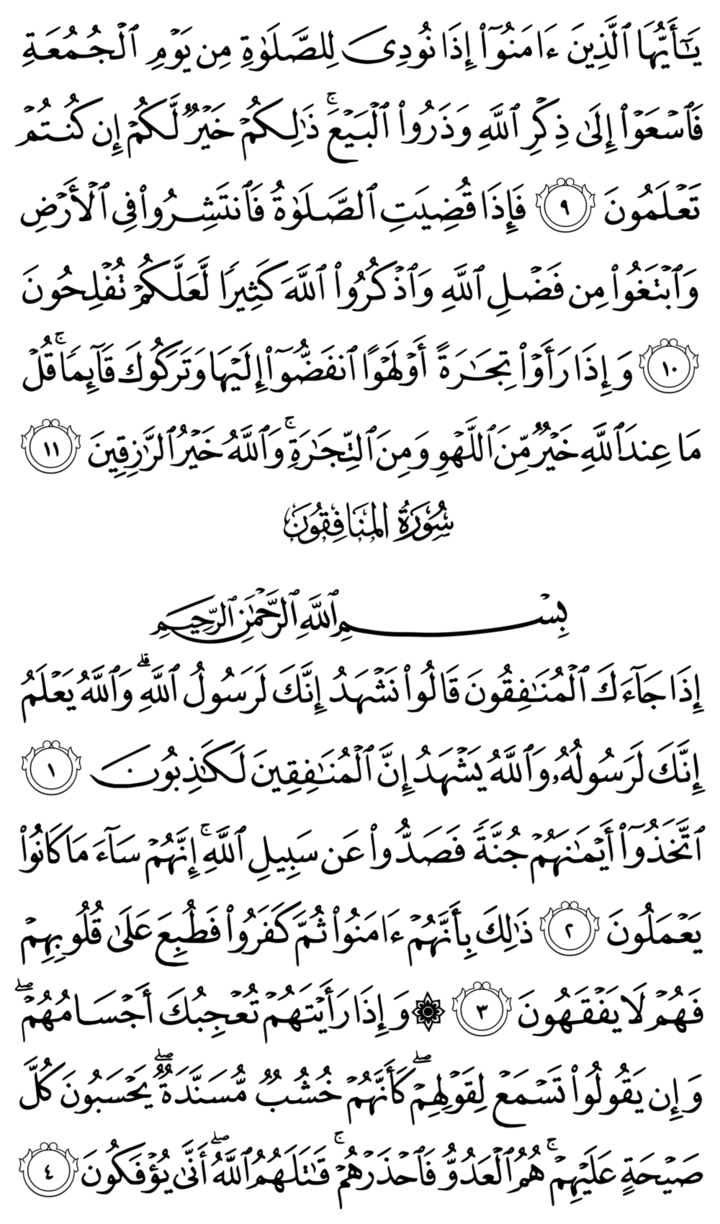 يَٰٓأَيُّهَا ٱلَّذِينَ ءَامَنُوٓا۟ إِذَا نُودِىَ لِلصَّلَوٰةِ مِن يَوْمِ ٱلْجُمُعَةِ
فَٱسْعَوْا۟ إِلَىٰ ذِكْرِ ٱللَّهِ وَذَرُوا۟ ٱلْبَيْعَ ۚ ذَٰلِكُمْ خَيْرٌ لَّكُمْ إِن كُنتُمْ
تَعْلَمُونَ ٩ فَإِذَا قُضِيَتِ ٱلصَّلَوٰةُ فَٱنتَشِرُوا۟ فِى ٱلْأَرْضِ
وَٱبْتَغُوا۟ مِن فَضْلِ ٱللَّهِ وَٱذْكُرُوا۟ ٱللَّهَ كَثِيرًا لَّعَلَّكُمْ تُفْلِحُونَ
١٠ وَإِذَا رَأَوْا۟ تِجَٰرَةً أَوْ لَهْوًا ٱنفَضُّوٓا۟ إِلَيْهَا وَتَرَكُوكَ قَآئِمًا ۚ قُلْ
مَا عِندَ ٱللَّهِ خَيْرٌ مِّنَ ٱللَّهْوِ وَمِنَ ٱلتِّجَٰرَةِ ۚ وَٱللَّهُ خَيْرُ ٱلرَّٰزِقِينَ ١١
سُورَةُ المُنَافِقُونَ
بِسْمِ ٱللَّهِ ٱلرَّحْمَٰنِ ٱلرَّحِيمِ
إِذَا جَآءَكَ ٱلْمُنَٰفِقُونَ قَالُوا۟ نَشْهَدُ إِنَّكَ لَرَسُولُ ٱللَّهِ ۗ وَٱللَّهُ يَعْلَمُ
إِنَّكَ لَرَسُولُهُۥ وَٱللَّهُ يَشْهَدُ إِنَّ ٱلْمُنَٰفِقِينَ لَكَٰذِبُونَ ١
ٱتَّخَذُوٓا۟ أَيْمَٰنَهُمْ جُنَّةً فَصَدُّوا۟ عَن سَبِيلِ ٱللَّهِ ۚ إِنَّهُمْ سَآءَ مَا كَانُوا۟
يَعْمَلُونَ ٢ ذَٰلِكَ بِأَنَّهُمْ ءَامَنُوا۟ ثُمَّ كَفَرُوا۟ فَطُبِعَ عَلَىٰ قُلُوبِهِمْ
فَهُمْ لَا يَفْقَهُونَ ٣ ۞ وَإِذَا رَأَيْتَهُمْ تُعْجِبُكَ أَجْسَامُهُمْ ۖ
وَإِن يَقُولُوا۟ تَسْمَعْ لِقَوْلِهِمْ ۖ كَأَنَّهُمْ خُشُبٌ مُّسَنَّدَةٌ ۖ يَحْسَبُونَ كُلَّ
صَيْحَةٍ عَلَيْهِمْ ۚ هُمُ ٱلْعَدُوُّ فَٱحْذَرْهُمْ ۚ قَٰتَلَهُمُ ٱللَّهُ ۖ أَنَّىٰ يُؤْفَكُونَ ٤